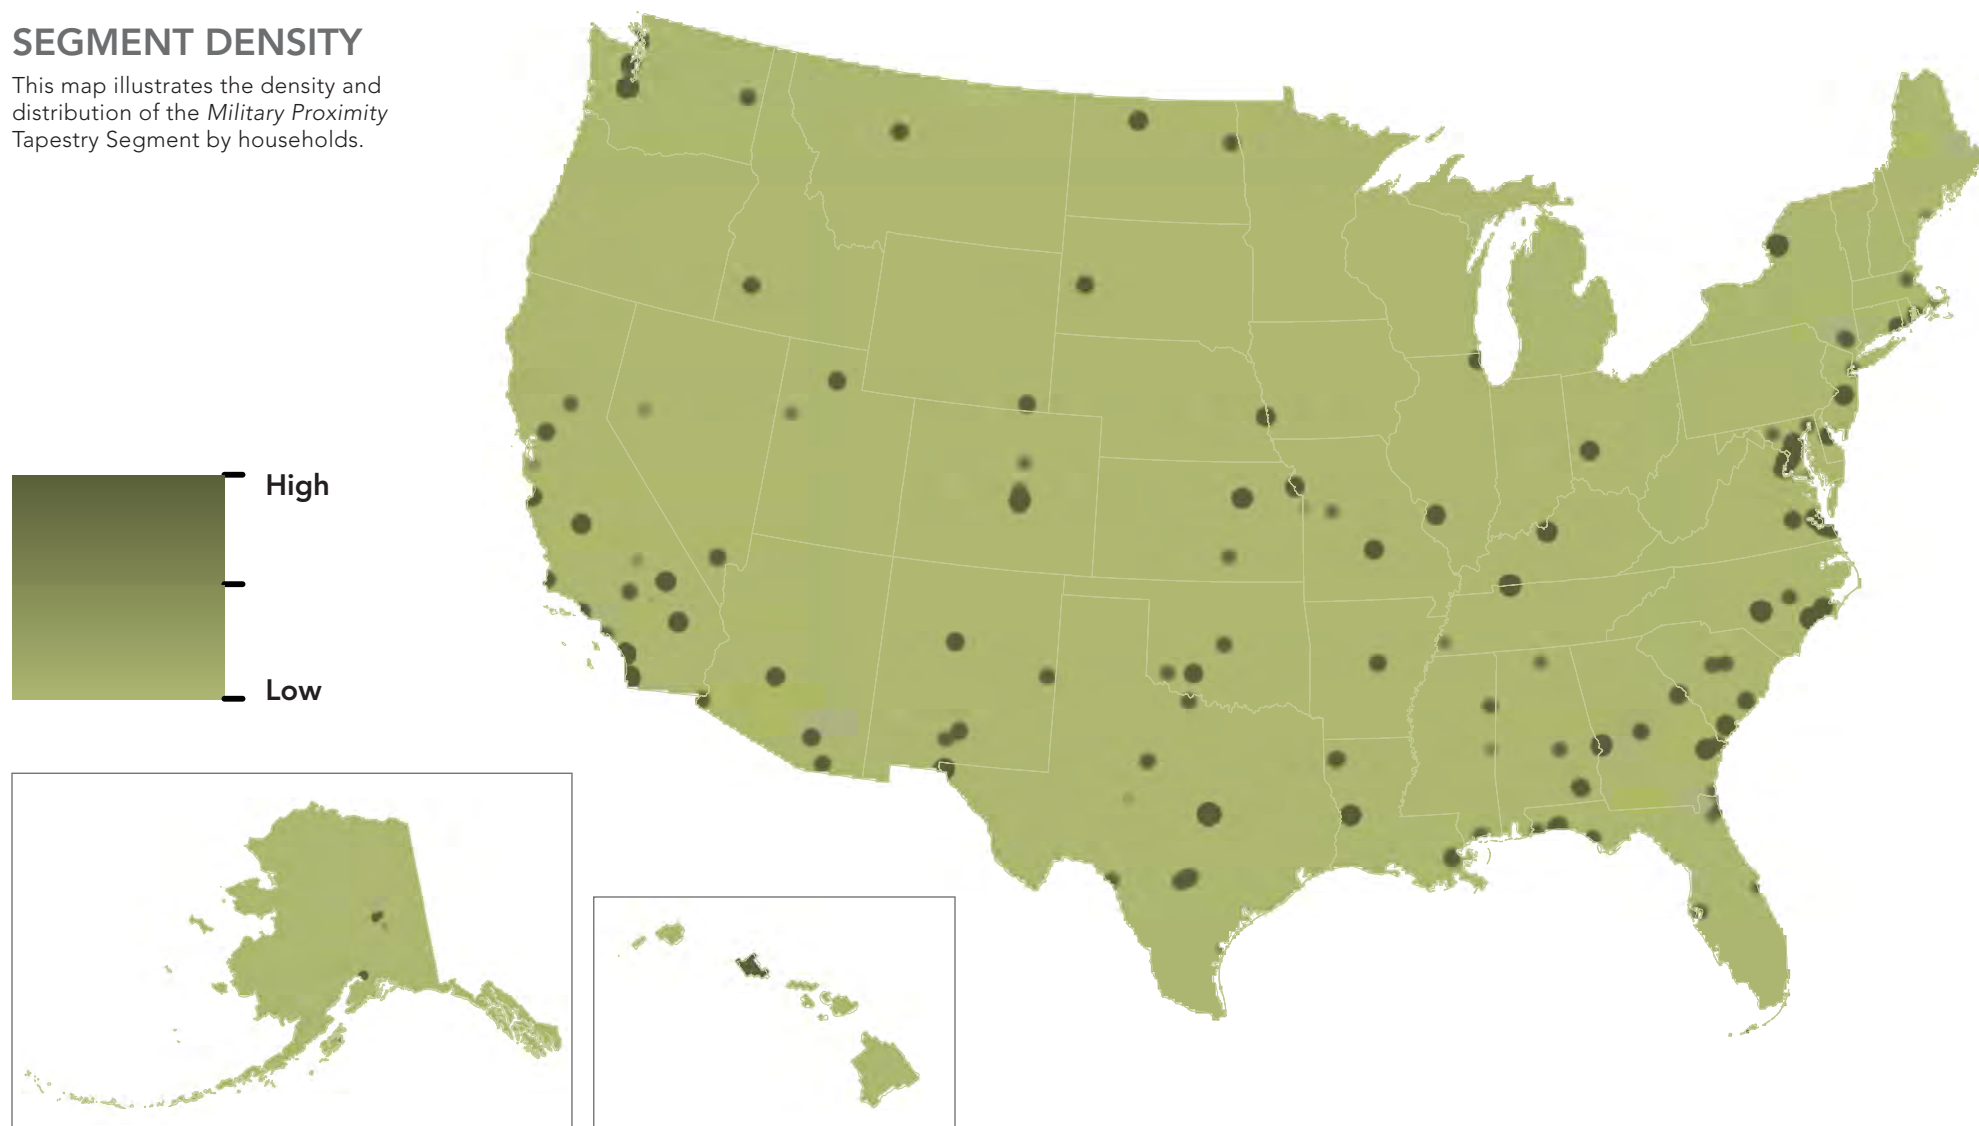 SEGMENT DENSITY
This map illustrates the density and
distribution of the Military Proximity
Tapestry Segment by households.
High
Low